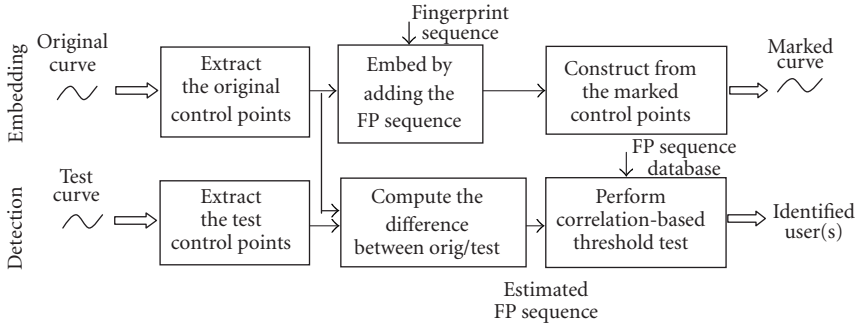 Embedding
Original
curve
Extract
the original
control points
Fingerprint
sequence
Embed by
adding the
FP sequence
Construct from
the marked
control points
Marked
curve
Detection
Test
curve
Extract
the test
control points
Compute the
difference
between orig/test
Estimated
FP sequence
FP sequence
database
Perform
correlation-based
threshold test
Identified
user(s)